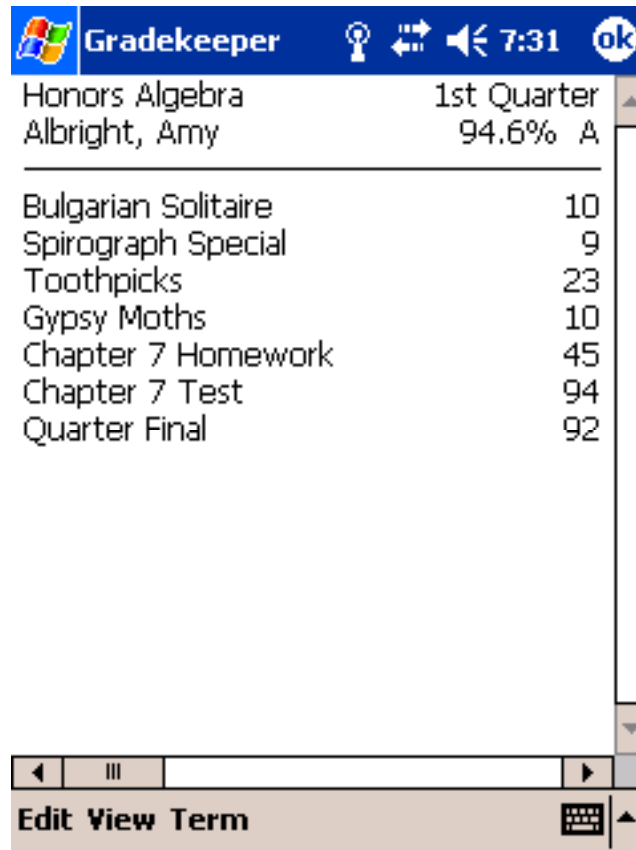 Gradekeeper 7:31 ok
Honors Algebra 1st Quarter
Albright, Amy 94.6% A
Bulgarian Solitaire 10
Spirograph Special 9
Toothpicks 23
Gypsy Moths 10
Chapter 7 Homework 45
Chapter 7 Test 94
Quarter Final 92
Edit View Term